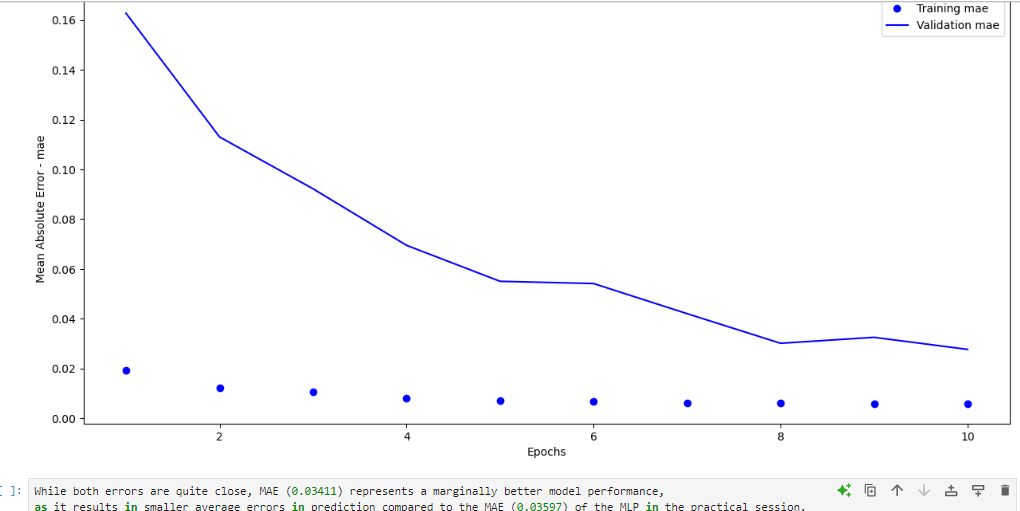 Training mae
Validation mae
0.16
0.14
0.12
0.10
0.08
0.06
0.04
0.02
0.00
Mean Absolute Error - mae
2 4 6 8 10
Epochs
[ ]: While both errors are quite close, MAE (0.03411) represents a marginally better model performance,
as it results in smaller average errors in prediction compared to the MAE (0.03597) of the MLP in the practical session.